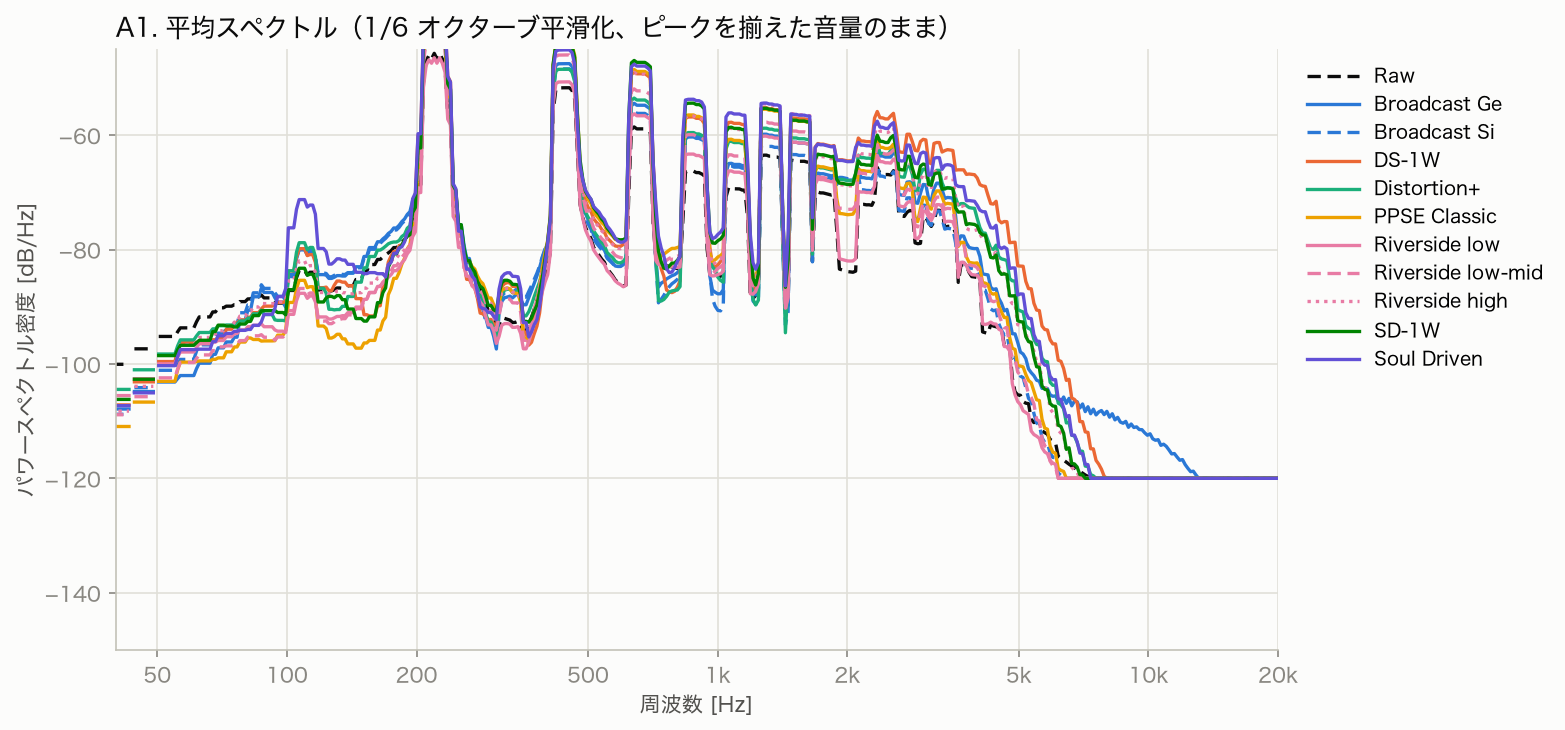 A1. 平均スペクトル（1/6 オクターブ平滑化、ピークを揃えた音量のまま）
パワースペクトル密度 [dB/Hz]
−60
−80
−100
−120
−140
50
100
200
500
1k
2k
5k
10k
20k
周波数 [Hz]
Raw
Broadcast Ge
Broadcast Si
DS-1W
Distortion+
PPSE Classic
Riverside low
Riverside low-mid
Riverside high
SD-1W
Soul Driven